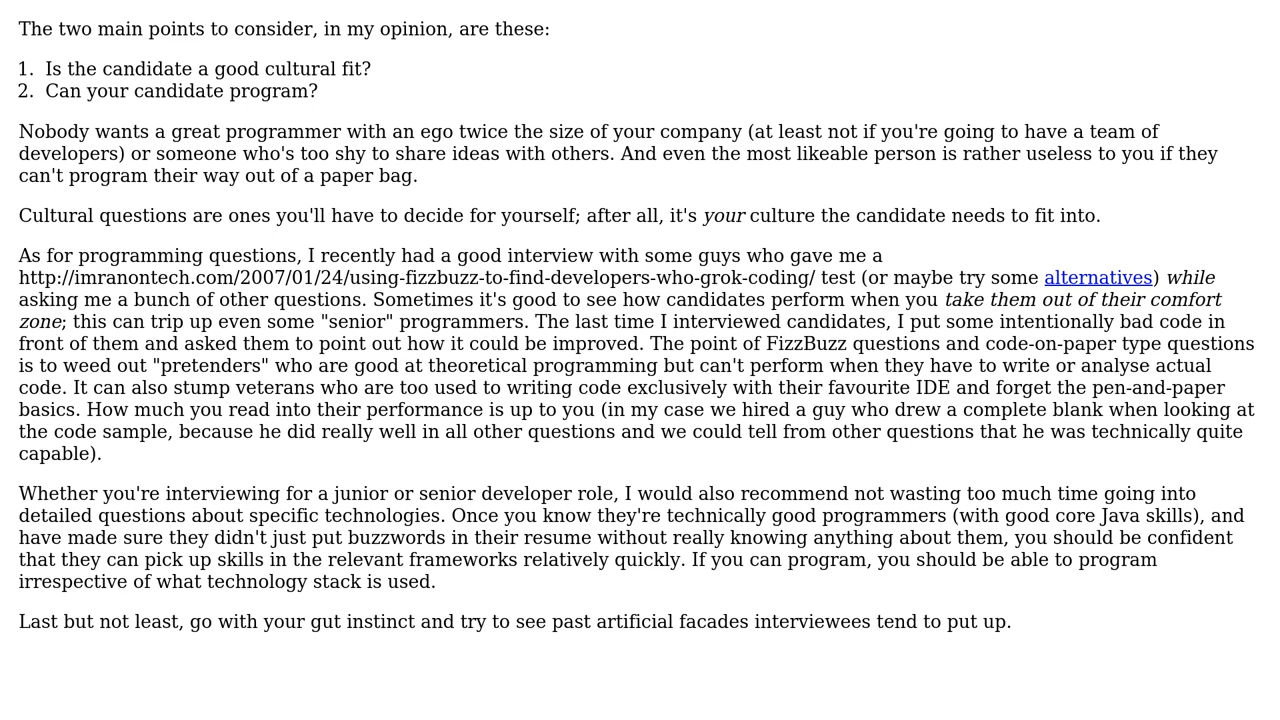 The two main points to consider, in my opinion, are these:
1. Is the candidate a good cultural fit?
2. Can your candidate program?
Nobody wants a great programmer with an ego twice the size of your company (at least not if you're going to have a team of
developers) or someone who's too shy to share ideas with others. And even the most likeable person is rather useless to you if they
can't program their way out of a paper bag.
Cultural questions are ones you'll have to decide for yourself; after all, it's your culture the candidate needs to fit into.
As for programming questions, I recently had a good interview with some guys who gave me a
http://imranontech.com/2007/01/24/using-fizzbuzz-to-find-developers-who-grok-coding/ test (or maybe try some alternatives) while
asking me a bunch of other questions. Sometimes it's good to see how candidates perform when you take them out of their comfort
zone; this can trip up even some "senior" programmers. The last time I interviewed candidates, I put some intentionally bad code in
front of them and asked them to point out how it could be improved. The point of FizzBuzz questions and code-on-paper type questions
is to weed out "pretenders" who are good at theoretical programming but can't perform when they have to write or analyse actual
code. It can also stump veterans who are too used to writing code exclusively with their favourite IDE and forget the pen-and-paper
basics. How much you read into their performance is up to you (in my case we hired a guy who drew a complete blank when looking at
the code sample, because he did really well in all other questions and we could tell from other questions that he was technically quite
capable).
Whether you're interviewing for a junior or senior developer role, I would also recommend not wasting too much time going into
detailed questions about specific technologies. Once you know they're technically good programmers (with good core Java skills), and
have made sure they didn't just put buzzwords in their resume without really knowing anything about them, you should be confident
that they can pick up skills in the relevant frameworks relatively quickly. If you can program, you should be able to program
irrespective of what technology stack is used.
Last but not least, go with your gut instinct and try to see past artificial facades interviewees tend to put up.